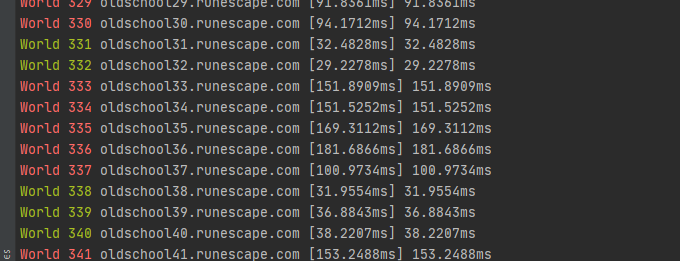 World 329 oldschool29.runescape.com [91.8361ms] 91.8361ms
World 330 oldschool30.runescape.com [94.1712ms] 94.1712ms
World 331 oldschool31.runescape.com [32.4828ms] 32.4828ms
World 332 oldschool32.runescape.com [29.2278ms] 29.2278ms
World 333 oldschool33.runescape.com [151.8909ms] 151.8909ms
World 334 oldschool34.runescape.com [151.5252ms] 151.5252ms
World 335 oldschool35.runescape.com [169.3112ms] 169.3112ms
World 336 oldschool36.runescape.com [181.6866ms] 181.6866ms
World 337 oldschool37.runescape.com [100.9734ms] 100.9734ms
World 338 oldschool38.runescape.com [31.9554ms] 31.9554ms
World 339 oldschool39.runescape.com [36.8843ms] 36.8843ms
World 340 oldschool40.runescape.com [38.2207ms] 38.2207ms
World 341 oldschool41.runescape.com [153.2488ms] 153.2488ms
es